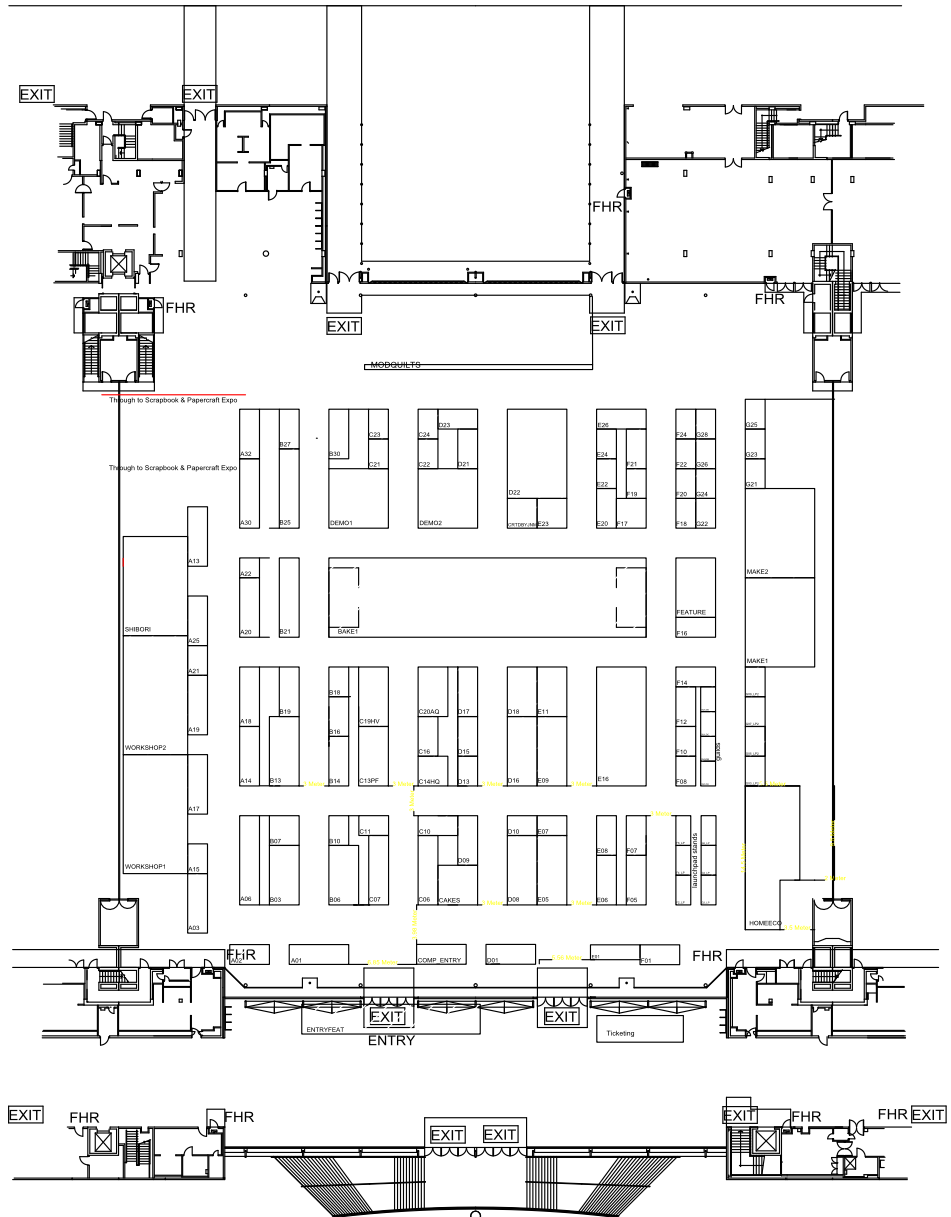 EXIT
EXIT
FHR
FHR
FHR
EXIT
EXIT
MODQUILTS
Through to Scrapbook & Papercraft Expo
Through to Scrapbook & Papercraft Expo
A32
B27
B30
C23
C21
C24
D23
C22
D21
D22
E26
E24
E22
F21
F19
F24
G28
F22
G26
F20
G24
G25
G23
G21
A30
B25
DEMO1
DEMO2
E23
E20
F17
F18
G22
A13
A22
A20
B21
BAKE1
FEATURE
F16
MAKE2
SHIBORI
A25
A21
MAKE1
A18
B19
B18
B16
C19HV
C20AQ
D17
D18
E11
F14
F12
A19
WORKSHOP2
C16
D15
F10
guilds
A14
B13
B14
C13PF
C14HQ
D13
D16
E09
E16
F08
A17
B07
B10
C11
C10
D09
D10
E07
E08
F07
launchpad stands
WORKSHOP1
A15
A06
B03
B06
C07
C06
CAKES
D08
E05
E06
F05
A03
HOMEECO
FHR
A02
A01
COMP_ENTRY
D01
E01
F01
FHR
ENTRYFEAT
EXIT
ENTRY
EXIT
Ticketing
EXIT
FHR
FHR
EXIT
EXIT
EXIT
FHR
FHR
EXIT